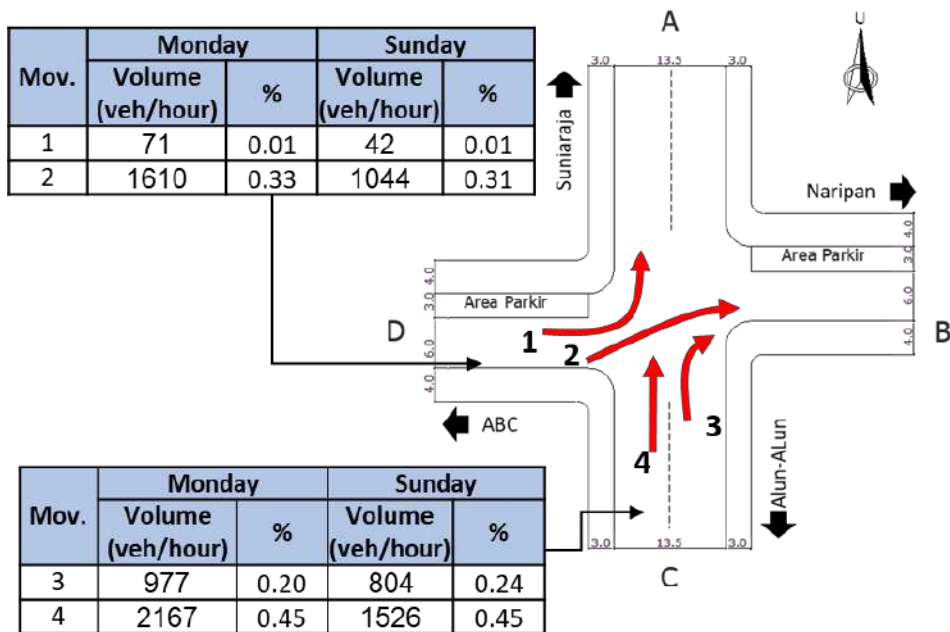 Mov. Monday Sunday
Volume (veh/hour) % Volume (veh/hour) %
1 71 0.01 42 0.01
2 1610 0.33 1044 0.31
A
3.0 13.5 3.0
U
Suniaraja
Naripan
4.0
Area Parkir 3.0
6.0
4.0
B
4.0
3.0 Area Parkir
D
6.0
4.0
1
2
3
4
ABC
Alun-ALun
Mov. Monday Sunday
Volume (veh/hour) % Volume (veh/hour) %
3 977 0.20 804 0.24
4 2167 0.45 1526 0.45
3.0 13.5 3.0
C